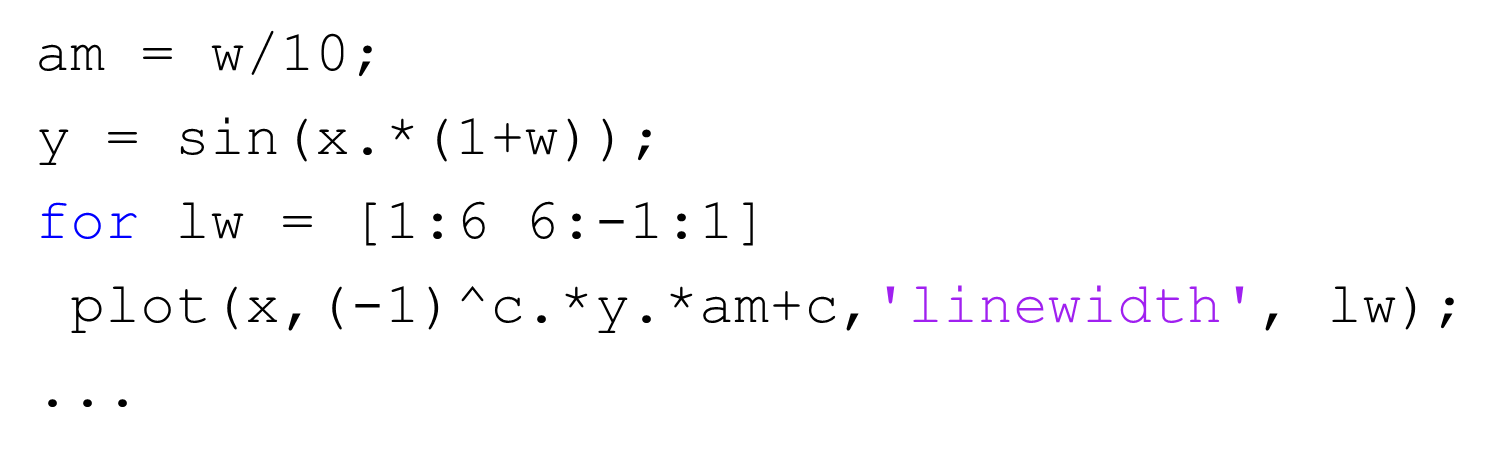 am = w/10;
y = sin(x.*(1+w));
for lw = [1:6 6:-1:1]
 plot(x,(-1)^c.*y.*am+c,'linewidth', lw);
...